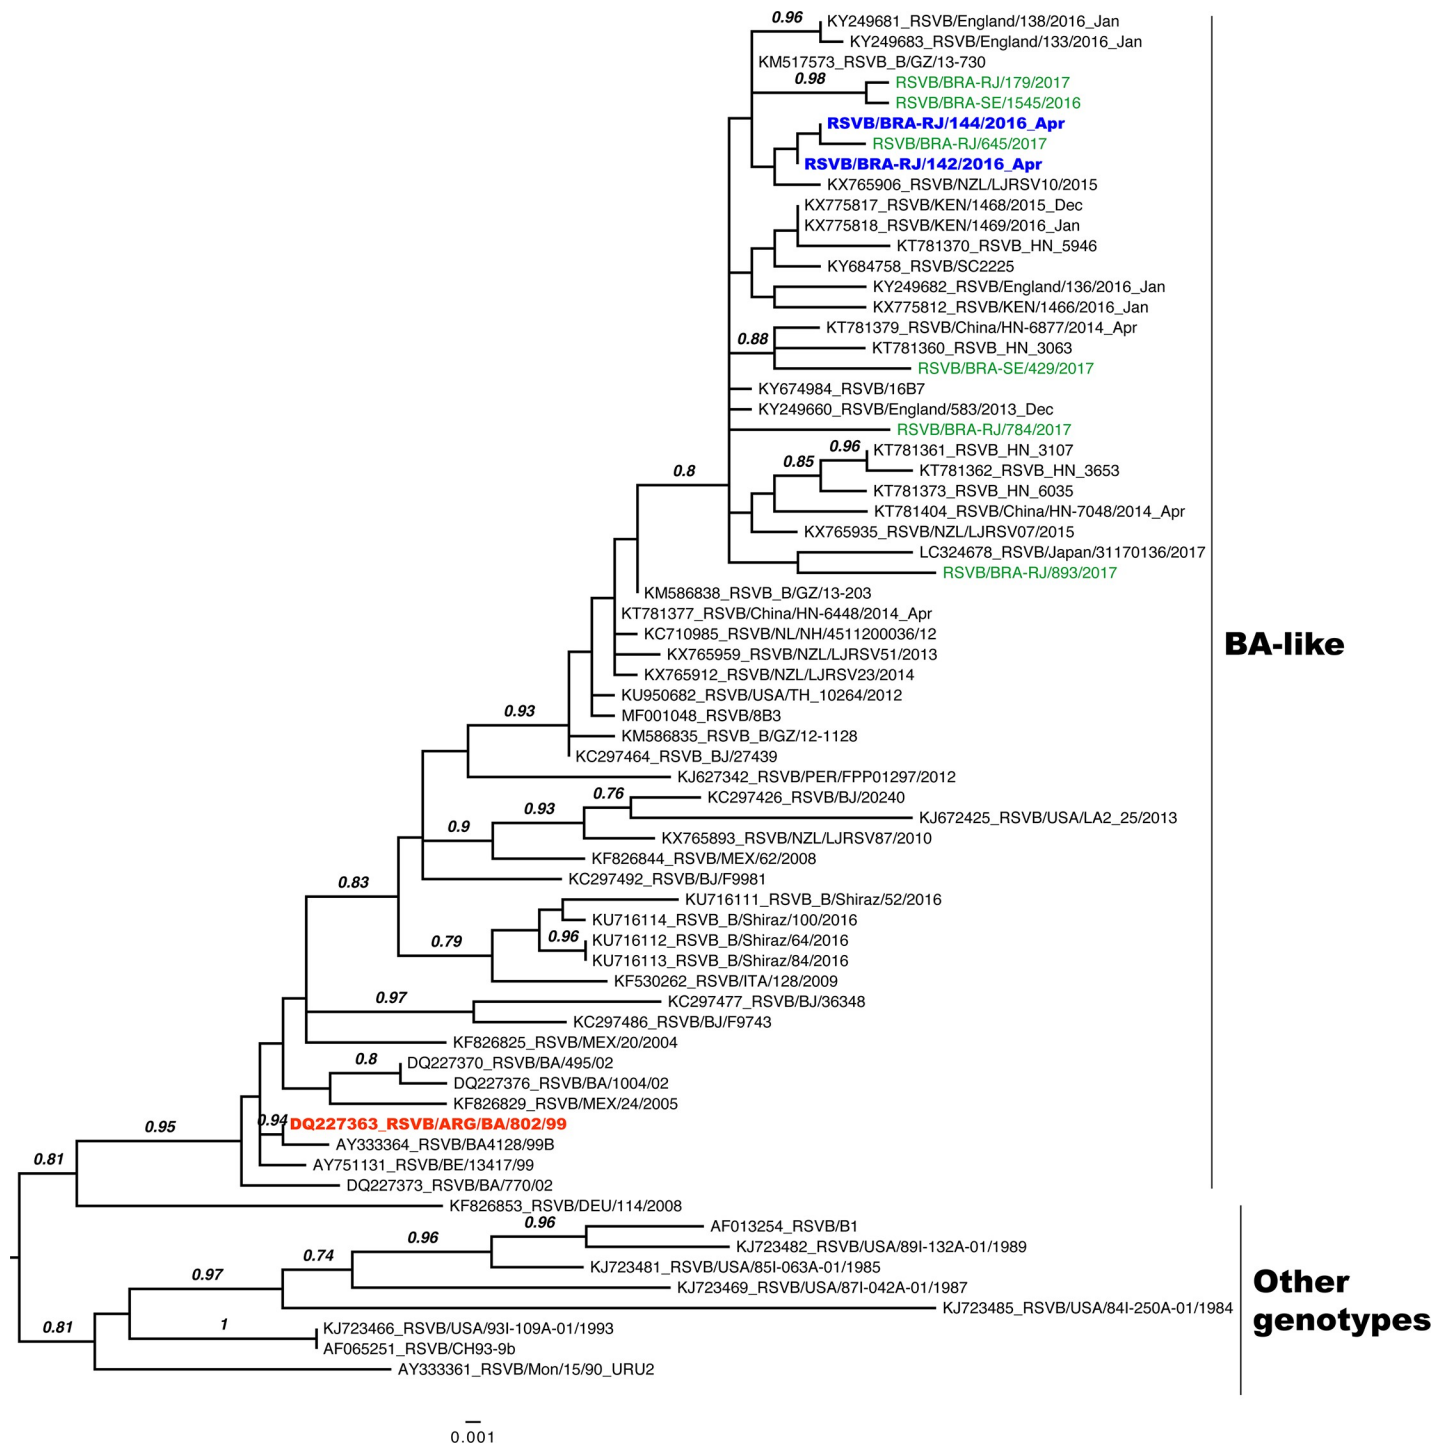 0.96
KY249681_RSVB/England/138/2016_Jan
KY249683_RSVB/England/133/2016_Jan
KM517573_RSVB_B/GZ/13-730
0.98
RSVB/BRA-RJ/179/2017
RSVB/BRA-SE/1545/2016
RSVB/BRA-RJ/144/2016_Apr
RSVB/BRA-RJ/645/2017
RSVB/BRA-RJ/142/2016_Apr
KX765906_RSVB/NZL/LJRSV10/2015
KX775817_RSVB/KEN/1468/2015_Dec
KX775818_RSVB/KEN/1469/2016_Jan
KT781370_RSVB_HN_5946
KY684758_RSVB/SC2225
KY249682_RSVB/England/136/2016_Jan
KX775812_RSVB/KEN/1466/2016_Jan
KT781379_RSVB/China/HN-6877/2014_Apr
0.88
KT781360_RSVB_HN_3063
RSVB/BRA-SE/429/2017
KY674984_RSVB/16B7
KY249660_RSVB/England/583/2013_Dec
RSVB/BRA-RJ/784/2017
0.96
KT781361_RSVB_HN_3107
0.85
KT781362_RSVB_HN_3653
0.8
KT781373_RSVB_HN_6035
KT781404_RSVB/China/HN-7048/2014_Apr
KX765935_RSVB/NZL/LJRSV07/2015
LC324678_RSVB/Japan/31170136/2017
RSVB/BRA-RJ/893/2017
KM586838_RSVB_B/GZ/13-203
KT781377_RSVB/China/HN-6448/2014_Apr
KC710985_RSVB/NL/NH/4511200036/12
BA-like
KX765959_RSVB/NZL/LJRSV51/2013
KX765912_RSVB/NZL/LJRSV23/2014
KU950682_RSVB/USA/TH_10264/2012
0.93
MF001048_RSVB/8B3
KM586835_RSVB_B/GZ/12-1128
KC297464_RSVB_BJ/27439
KJ627342_RSVB/PER/FPP01297/2012
0.76
KC297426_RSVB/BJ/20240
0.93
KJ672425_RSVB/USA/LA2_25/2013
0.9
KX765893_RSVB/NZL/LJRSV87/2010
KF826844_RSVB/MEX/62/2008
0.83
KC297492_RSVB/BJ/F9981
KU716111_RSVB_B/Shiraz/52/2016
KU716114_RSVB_B/Shiraz/100/2016
0.79
0.96
KU716112_RSVB_B/Shiraz/64/2016
KU716113_RSVB_B/Shiraz/84/2016
KF530262_RSVB/ITA/128/2009
0.97
KC297477_RSVB/BJ/36348
KC297486_RSVB/BJ/F9743
KF826825_RSVB/MEX/20/2004
0.8
DQ227370_RSVB/BA/495/02
DQ227376_RSVB/BA/1004/02
KF826829_RSVB/MEX/24/2005
0.95
0.94
DQ227363_RSVB/ARG/BA/802/99
AY333364_RSVB/BA4128/99B
0.81
AY751131_RSVB/BE/13417/99
DQ227373_RSVB/BA/770/02
KF826853_RSVB/DEU/114/2008
0.96
AF013254_RSVB/B1
0.96
KJ723482_RSVB/USA/89I-132A-01/1989
0.74
KJ723481_RSVB/USA/85I-063A-01/1985
0.97
KJ723469_RSVB/USA/87I-042A-01/1987
KJ723485_RSVB/USA/84I-250A-01/1984
Other
genotypes
0.81
1
KJ723466_RSVB/USA/93I-109A-01/1993
AF065251_RSVB/CH93-9b
AY333361_RSVB/Mon/15/90_URU2
0.001